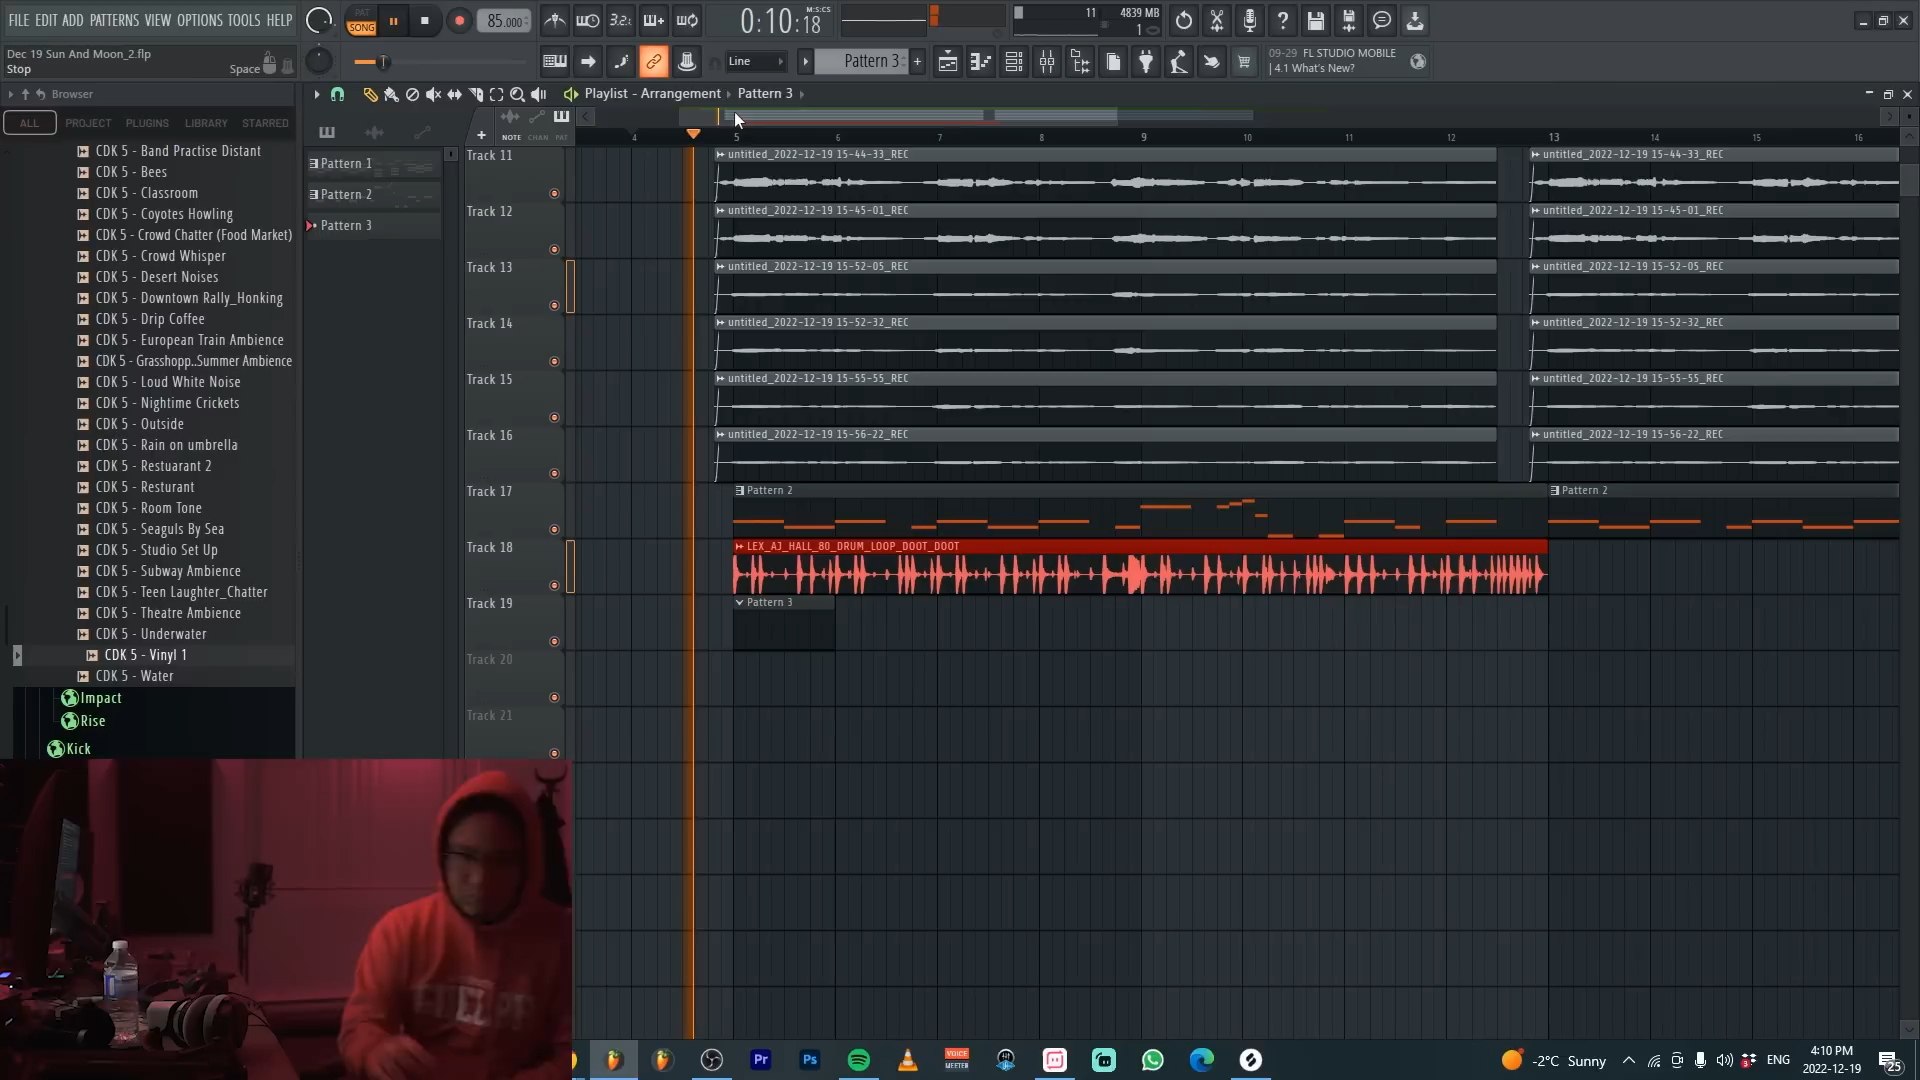 FILE EDIT ADD PATTERNS VIEW OPTIONS TOOLS HELP
PAT
SONG
85.000
3.2.
0:10:18
M:S:CS
11
4839 MB
1
Dec 19 Sun And Moon_2.flp
Stop
Space
Line
Pattern 3
09-29 FL STUDIO MOBILE
| 4.1 What's New?
Browser
Playlist - Arrangement › Pattern 3 ›
ALL
PROJECT
PLUGINS
LIBRARY
STARRED
NOTE
CHAN
PAT
4
5
6
7
8
9
10
11
12
13
14
15
16
CDK 5 - Band Practise Distant
CDK 5 - Bees
CDK 5 - Classroom
CDK 5 - Coyotes Howling
CDK 5 - Crowd Chatter (Food Market)
CDK 5 - Crowd Whisper
CDK 5 - Desert Noises
CDK 5 - Downtown Rally_Honking
CDK 5 - Drip Coffee
CDK 5 - European Train Ambience
CDK 5 - Grasshopp..Summer Ambience
CDK 5 - Loud White Noise
CDK 5 - Nightime Crickets
CDK 5 - Outside
CDK 5 - Rain on umbrella
CDK 5 - Restuarant 2
CDK 5 - Resturant
CDK 5 - Room Tone
CDK 5 - Seaguls By Sea
CDK 5 - Studio Set Up
CDK 5 - Subway Ambience
CDK 5 - Teen Laughter_Chatter
CDK 5 - Theatre Ambience
CDK 5 - Underwater
CDK 5 - Vinyl 1
CDK 5 - Water
Impact
Rise
Kick
Pattern 1
Pattern 2
Pattern 3
Track 11
untitled_2022-12-19 15-44-33_REC
untitled_2022-12-19 15-44-33_REC
Track 12
untitled_2022-12-19 15-45-01_REC
untitled_2022-12-19 15-45-01_REC
Track 13
untitled_2022-12-19 15-52-05_REC
untitled_2022-12-19 15-52-05_REC
Track 14
untitled_2022-12-19 15-52-32_REC
untitled_2022-12-19 15-52-32_REC
Track 15
untitled_2022-12-19 15-55-55_REC
untitled_2022-12-19 15-55-55_REC
Track 16
untitled_2022-12-19 15-56-22_REC
untitled_2022-12-19 15-56-22_REC
Track 17
Pattern 2
Pattern 2
Track 18
LEX_AJ_HALL_80_DRUM_LOOP_DOOT_DOOT
Track 19
Pattern 3
Track 20
Track 21
Pr
Ps
VOICE
MEETER
-2°C Sunny
3
ENG
4:10 PM
2022-12-19
25